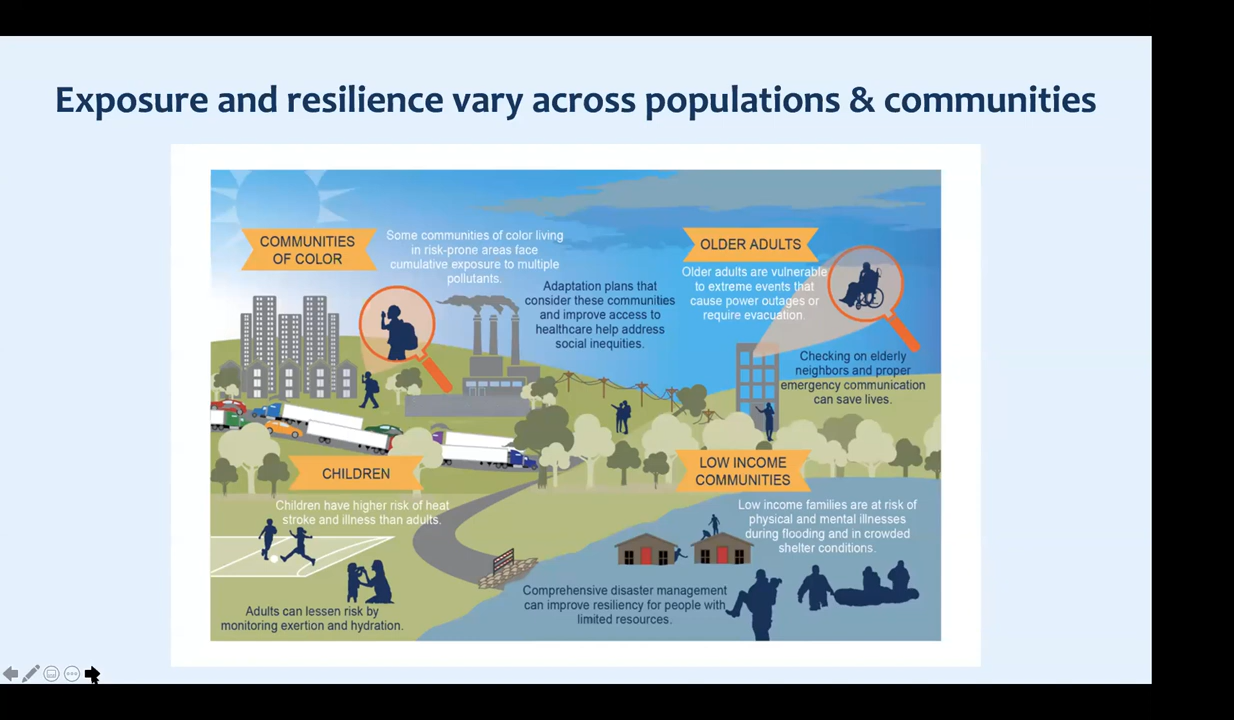 Exposure and resilience vary across populations & communities
COMMUNITIES
OF COLOR
Some communities of color living
in risk-prone areas face
cumulative exposure to multiple
pollutants.
Adaptation plans that
consider these communities
and improve access to
healthcare help address
social inequities.
OLDER ADULTS
Older adults are vulnerable
to extreme events that
cause power outages or
require evacuation.
Checking on elderly
neighbors and proper
emergency communication
can save lives.
CHILDREN
Children have higher risk of heat
stroke and illness than adults.
Adults can lessen risk by
monitoring exertion and hydration.
LOW INCOME
COMMUNITIES
Low income families are at risk of
physical and mental illnesses
during flooding and in crowded
shelter conditions.
Comprehensive disaster management
can improve resiliency for people with
limited resources.